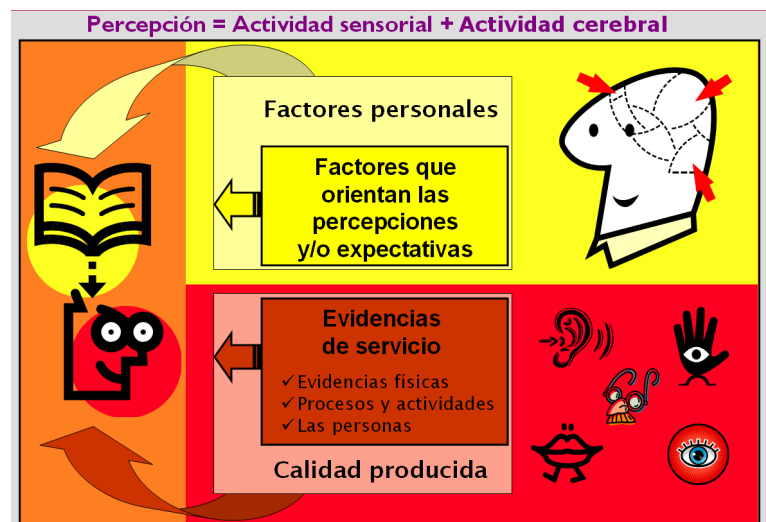 Percepción = Actividad sensorial + Actividad cerebral
Factores personales
Factores que
orientan las
percepciones
y/o expectativas
Evidencias
de servicio
✓Evidencias físicas
✓Procesos y actividades
✓Las personas
Calidad producida